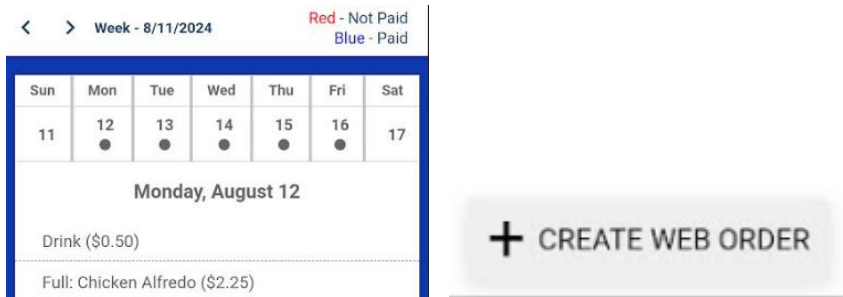 Week - 8/11/2024
Red - Not Paid
Blue - Paid
Sun Mon Tue Wed Thu Fri Sat
11 12 13 14 15 16 17
Monday, August 12
Drink ($0.50)
Full: Chicken Alfredo ($2.25)
+ CREATE WEB ORDER